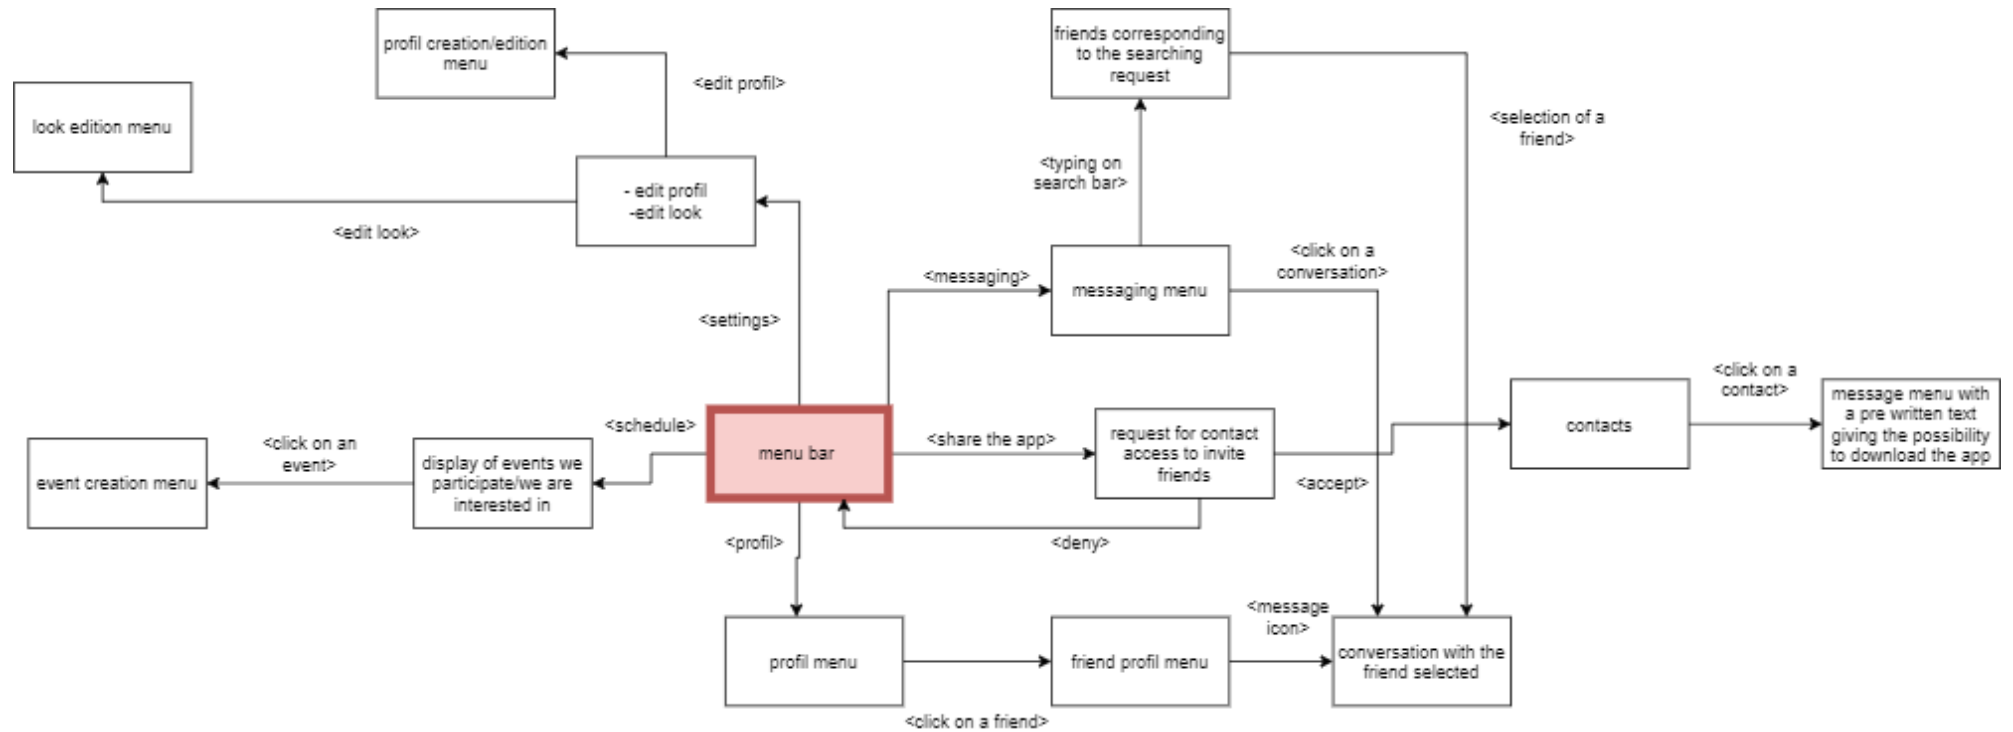 profil creation/edition
menu
<edit profil>
friends corresponding
to the searching
request
<selection of a
friend>
look edition menu
- edit profil
-edit look
<edit look>
<typing on
search bar>
<click on a
conversation>
<messaging>
messaging menu
<settings>
<click on a
contact>
<schedule>
menu bar
<share the app>
request for contact
access to invite
friends
<accept>
contacts
message menu with
a pre written text
giving the possibility
to download the app
<click on an
event>
event creation menu
display of events we
participate/we are
interested in
<profil>
<deny>
<message
icon>
profil menu
<click on a friend>
friend profil menu
conversation with the
friend selected